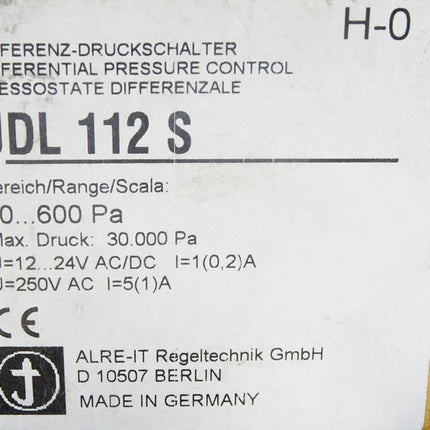 H-0
FERENZ-DRUCKSCHALTER
FERENTIAL PRESSURE CONTROL
ESSOSTATE DIFFERENZALE
JDL 112 S
ereich/Range/Scala:
0...600 Pa
Max. Druck: 30.000 Pa
U=12...24V AC/DC I=1(0,2)A
U=250V AC I=5(1)A
CE
ALRE-IT Regeltechnik GmbH
D 10507 BERLIN
MADE IN GERMANY